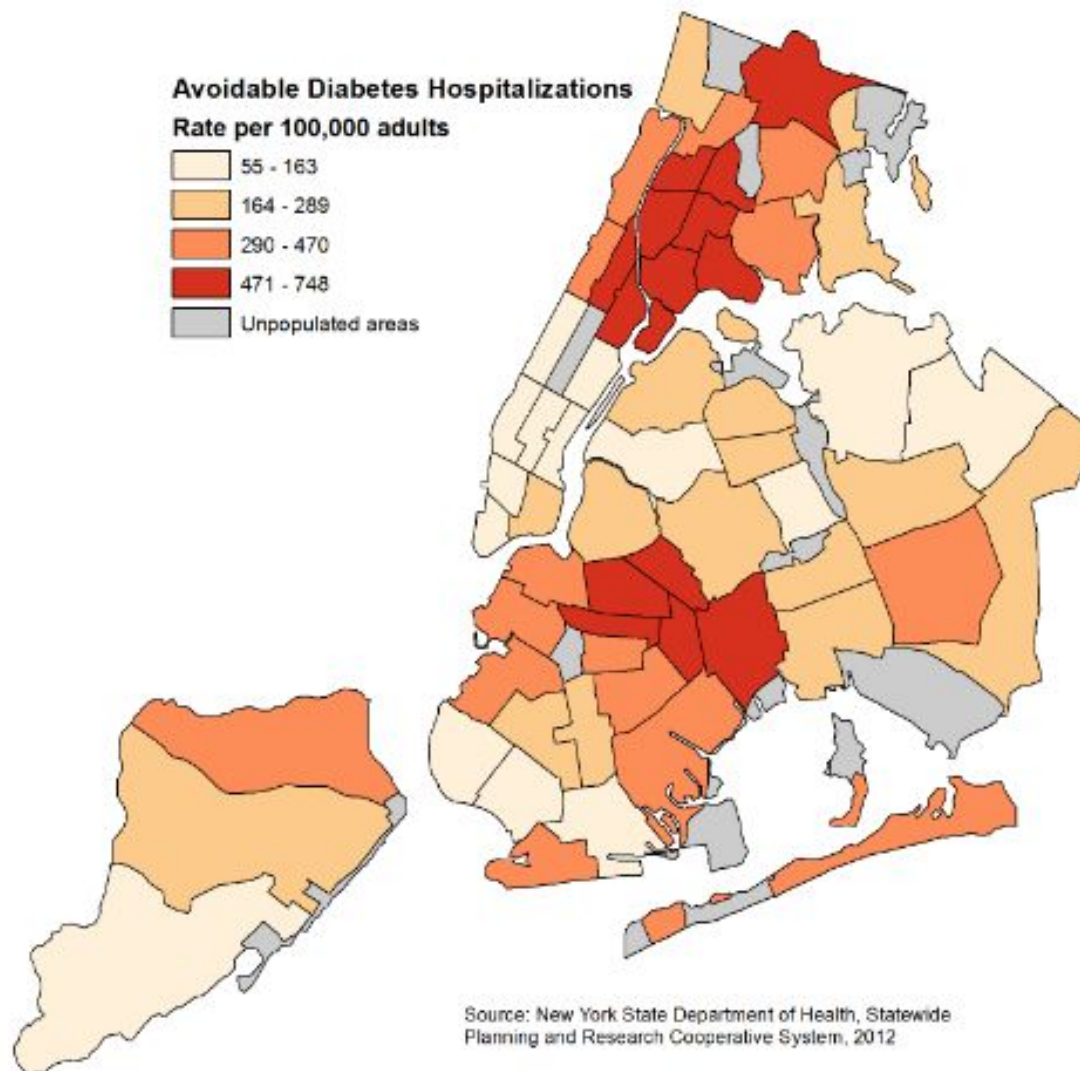 Avoidable Diabetes Hospitalizations
Rate per 100,000 adults
55 - 163
164 - 289
290 - 470
471 - 748
Unpopulated areas
Source: New York State Department of Health, Statewide
Planning and Research Cooperative System, 2012